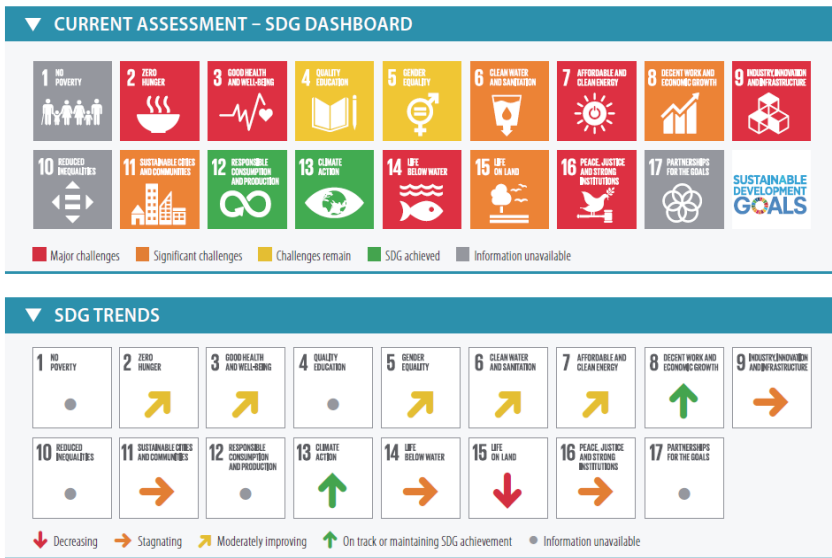 ▼ CURRENT ASSESSMENT – SDG DASHBOARD
1 NO POVERTY
2 ZERO HUNGER
3 GOOD HEALTH AND WELL-BEING
4 QUALITY EDUCATION
5 GENDER EQUALITY
6 CLEAN WATER AND SANITATION
7 AFFORDABLE AND CLEAN ENERGY
8 DECENT WORK AND ECONOMIC GROWTH
9 INDUSTRY, INNOVATION AND INFRASTRUCTURE
10 REDUCED INEQUALITIES
11 SUSTAINABLE CITIES AND COMMUNITIES
12 RESPONSIBLE CONSUMPTION AND PRODUCTION
13 CLIMATE ACTION
14 LIFE BELOW WATER
15 LIFE ON LAND
16 PEACE, JUSTICE AND STRONG INSTITUTIONS
17 PARTNERSHIPS FOR THE GOALS
SUSTAINABLE
DEVELOPMENT
GOALS
Major challenges Significant challenges Challenges remain SDG achieved Information unavailable
▼ SDG TRENDS
1 NO POVERTY
2 ZERO HUNGER
3 GOOD HEALTH AND WELL-BEING
4 QUALITY EDUCATION
5 GENDER EQUALITY
6 CLEAN WATER AND SANITATION
7 AFFORDABLE AND CLEAN ENERGY
8 DECENT WORK AND ECONOMIC GROWTH
9 INDUSTRY, INNOVATION AND INFRASTRUCTURE
10 REDUCED INEQUALITIES
11 SUSTAINABLE CITIES AND COMMUNITIES
12 RESPONSIBLE CONSUMPTION AND PRODUCTION
13 CLIMATE ACTION
14 LIFE BELOW WATER
15 LIFE ON LAND
16 PEACE, JUSTICE AND STRONG INSTITUTIONS
17 PARTNERSHIPS FOR THE GOALS
Decreasing Stagnating Moderately improving On track or maintaining SDG achievement Information unavailable